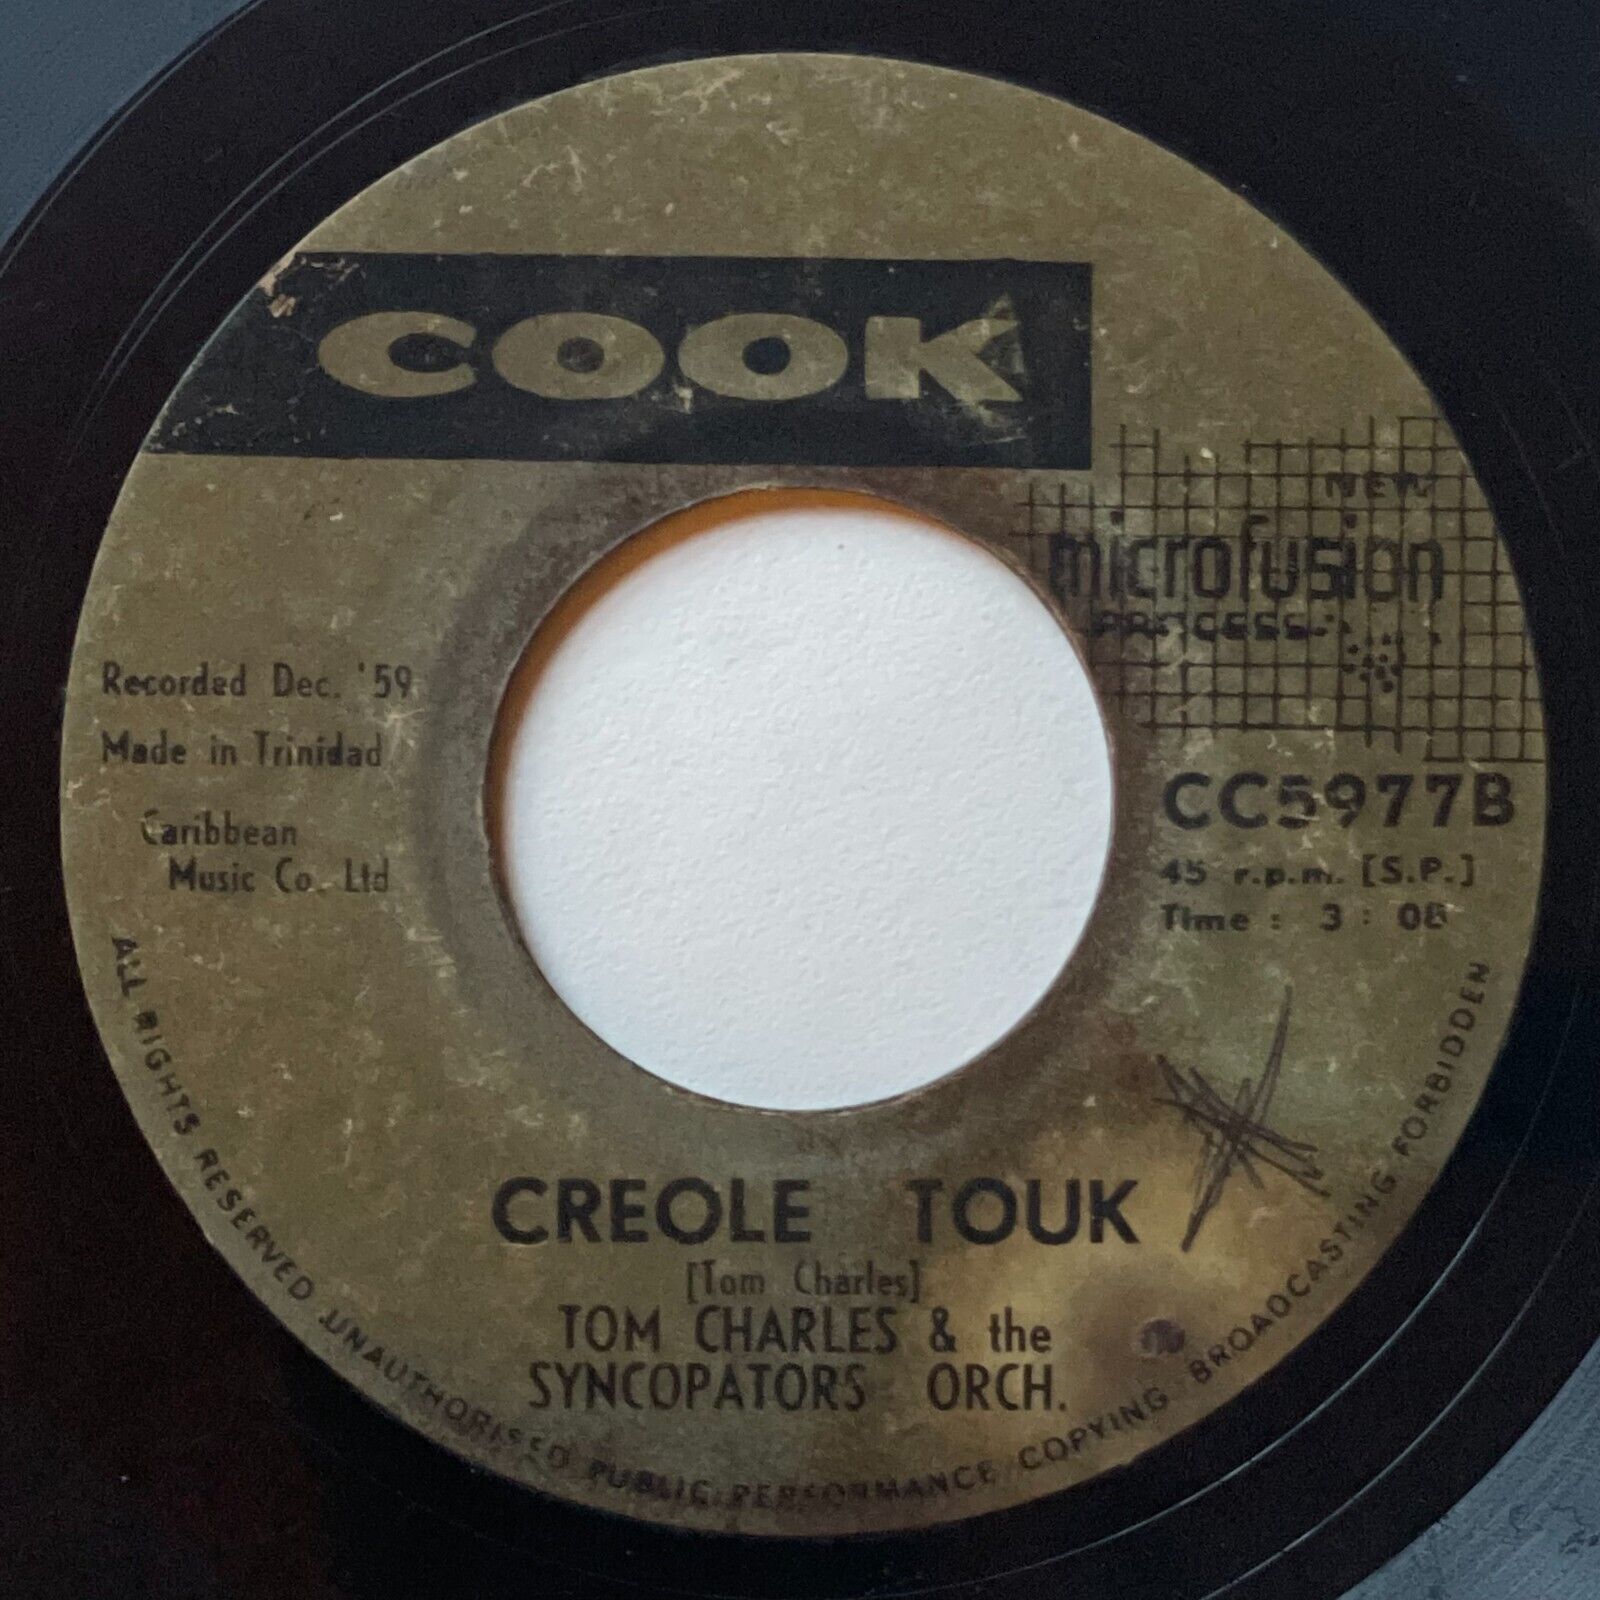 COOK
NEW
microfusion
PROCESS
Recorded Dec. '59
Made in Trinidad
Caribbean
Music Co. Ltd
CC5977B
45 r.p.m. [S.P.]
Time : 3 : 08
CREOLE TOUK
[Tom Charles]
TOM CHARLES & the
SYNCOPATORS ORCH.
ALL RIGHTS RESERVED UNAUTHORISED PUBLIC PERFORMANCE COPYING BROADCASTING FORBIDDEN